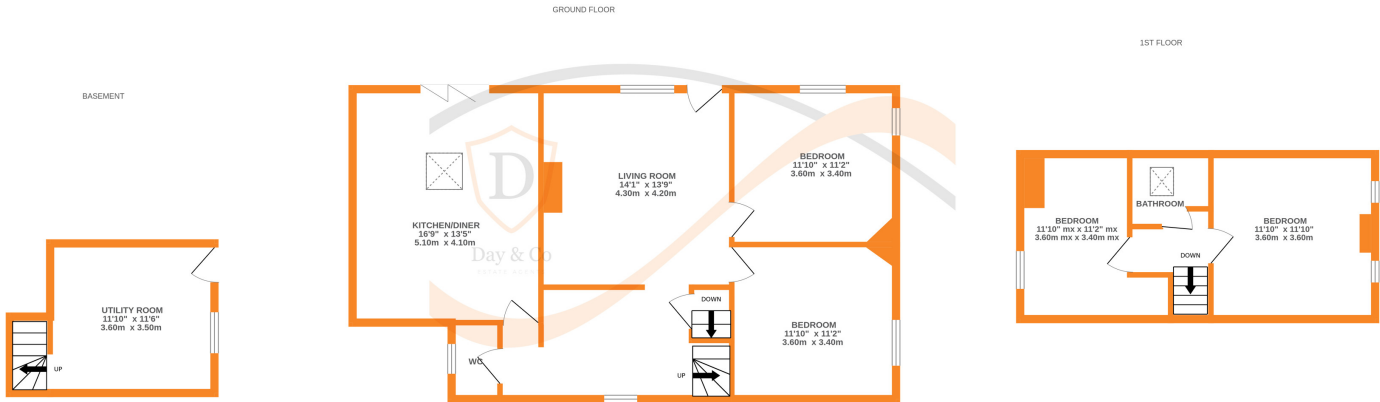 GROUND FLOOR
1ST FLOOR
BASEMENT
UTILITY ROOM
11'10" x 11'6"
3.60m x 3.50m
UP
KITCHEN/DINER
16'9" x 13'5"
5.10m x 4.10m
LIVING ROOM
14'1" x 13'9"
4.30m x 4.20m
BEDROOM
11'10" x 11'2"
3.60m x 3.40m
D
Day & Co
ESTATE AGENTS
WC
DOWN
UP
BEDROOM
11'10" x 11'2"
3.60m x 3.40m
BEDROOM
11'10" mx x 11'2" mx
3.60m mx x 3.40m mx
BATHROOM
DOWN
BEDROOM
11'10" x 11'10"
3.60m x 3.60m